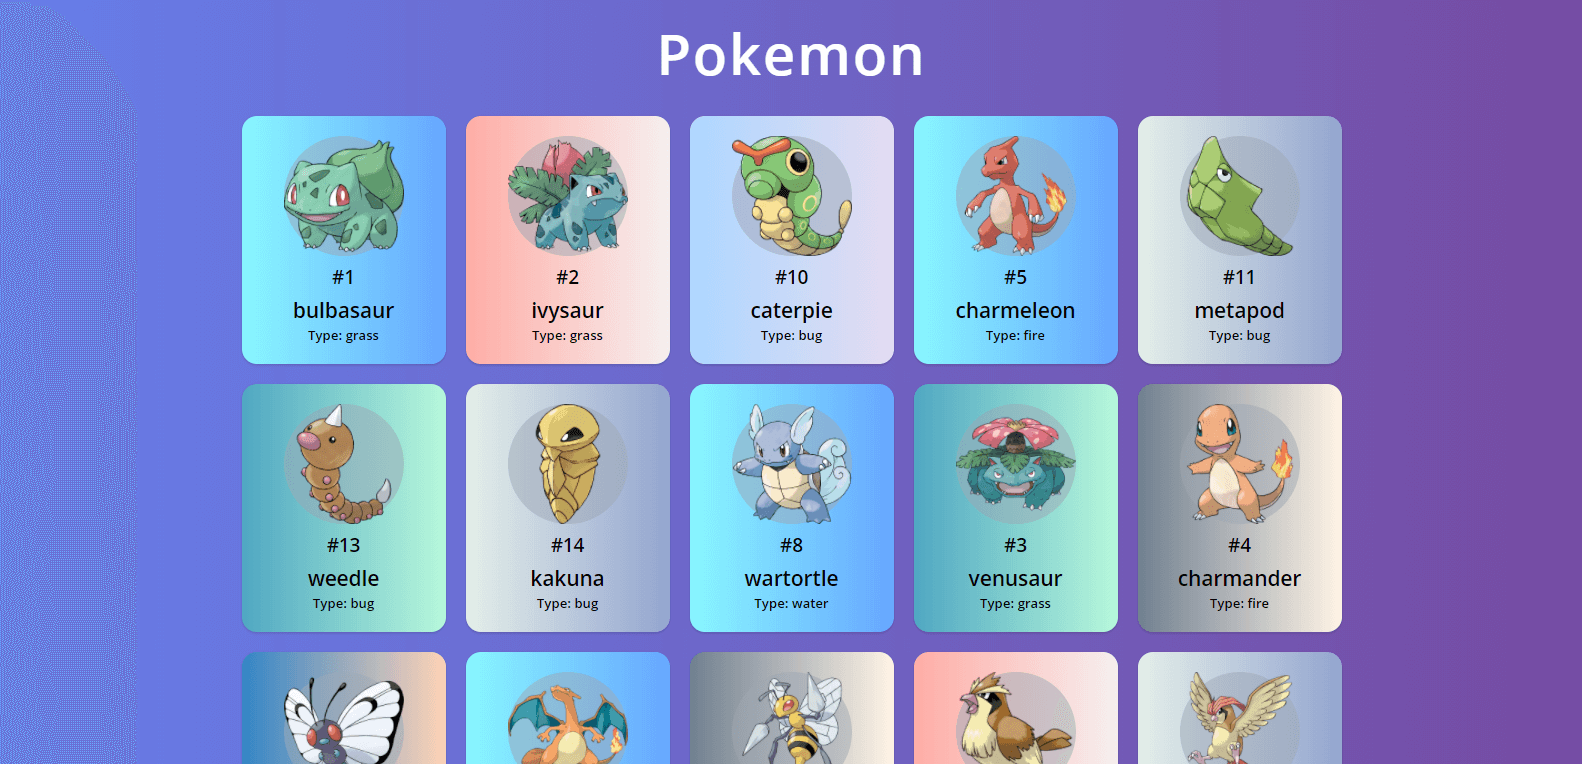 Pokemon
#1
bulbasaur
Type: grass
#2
ivysaur
Type: grass
#10
caterpie
Type: bug
#5
charmeleon
Type: fire
#11
metapod
Type: bug
#13
weedle
Type: bug
#14
kakuna
Type: bug
#8
wartortle
Type: water
#3
venusaur
Type: grass
#4
charmander
Type: fire